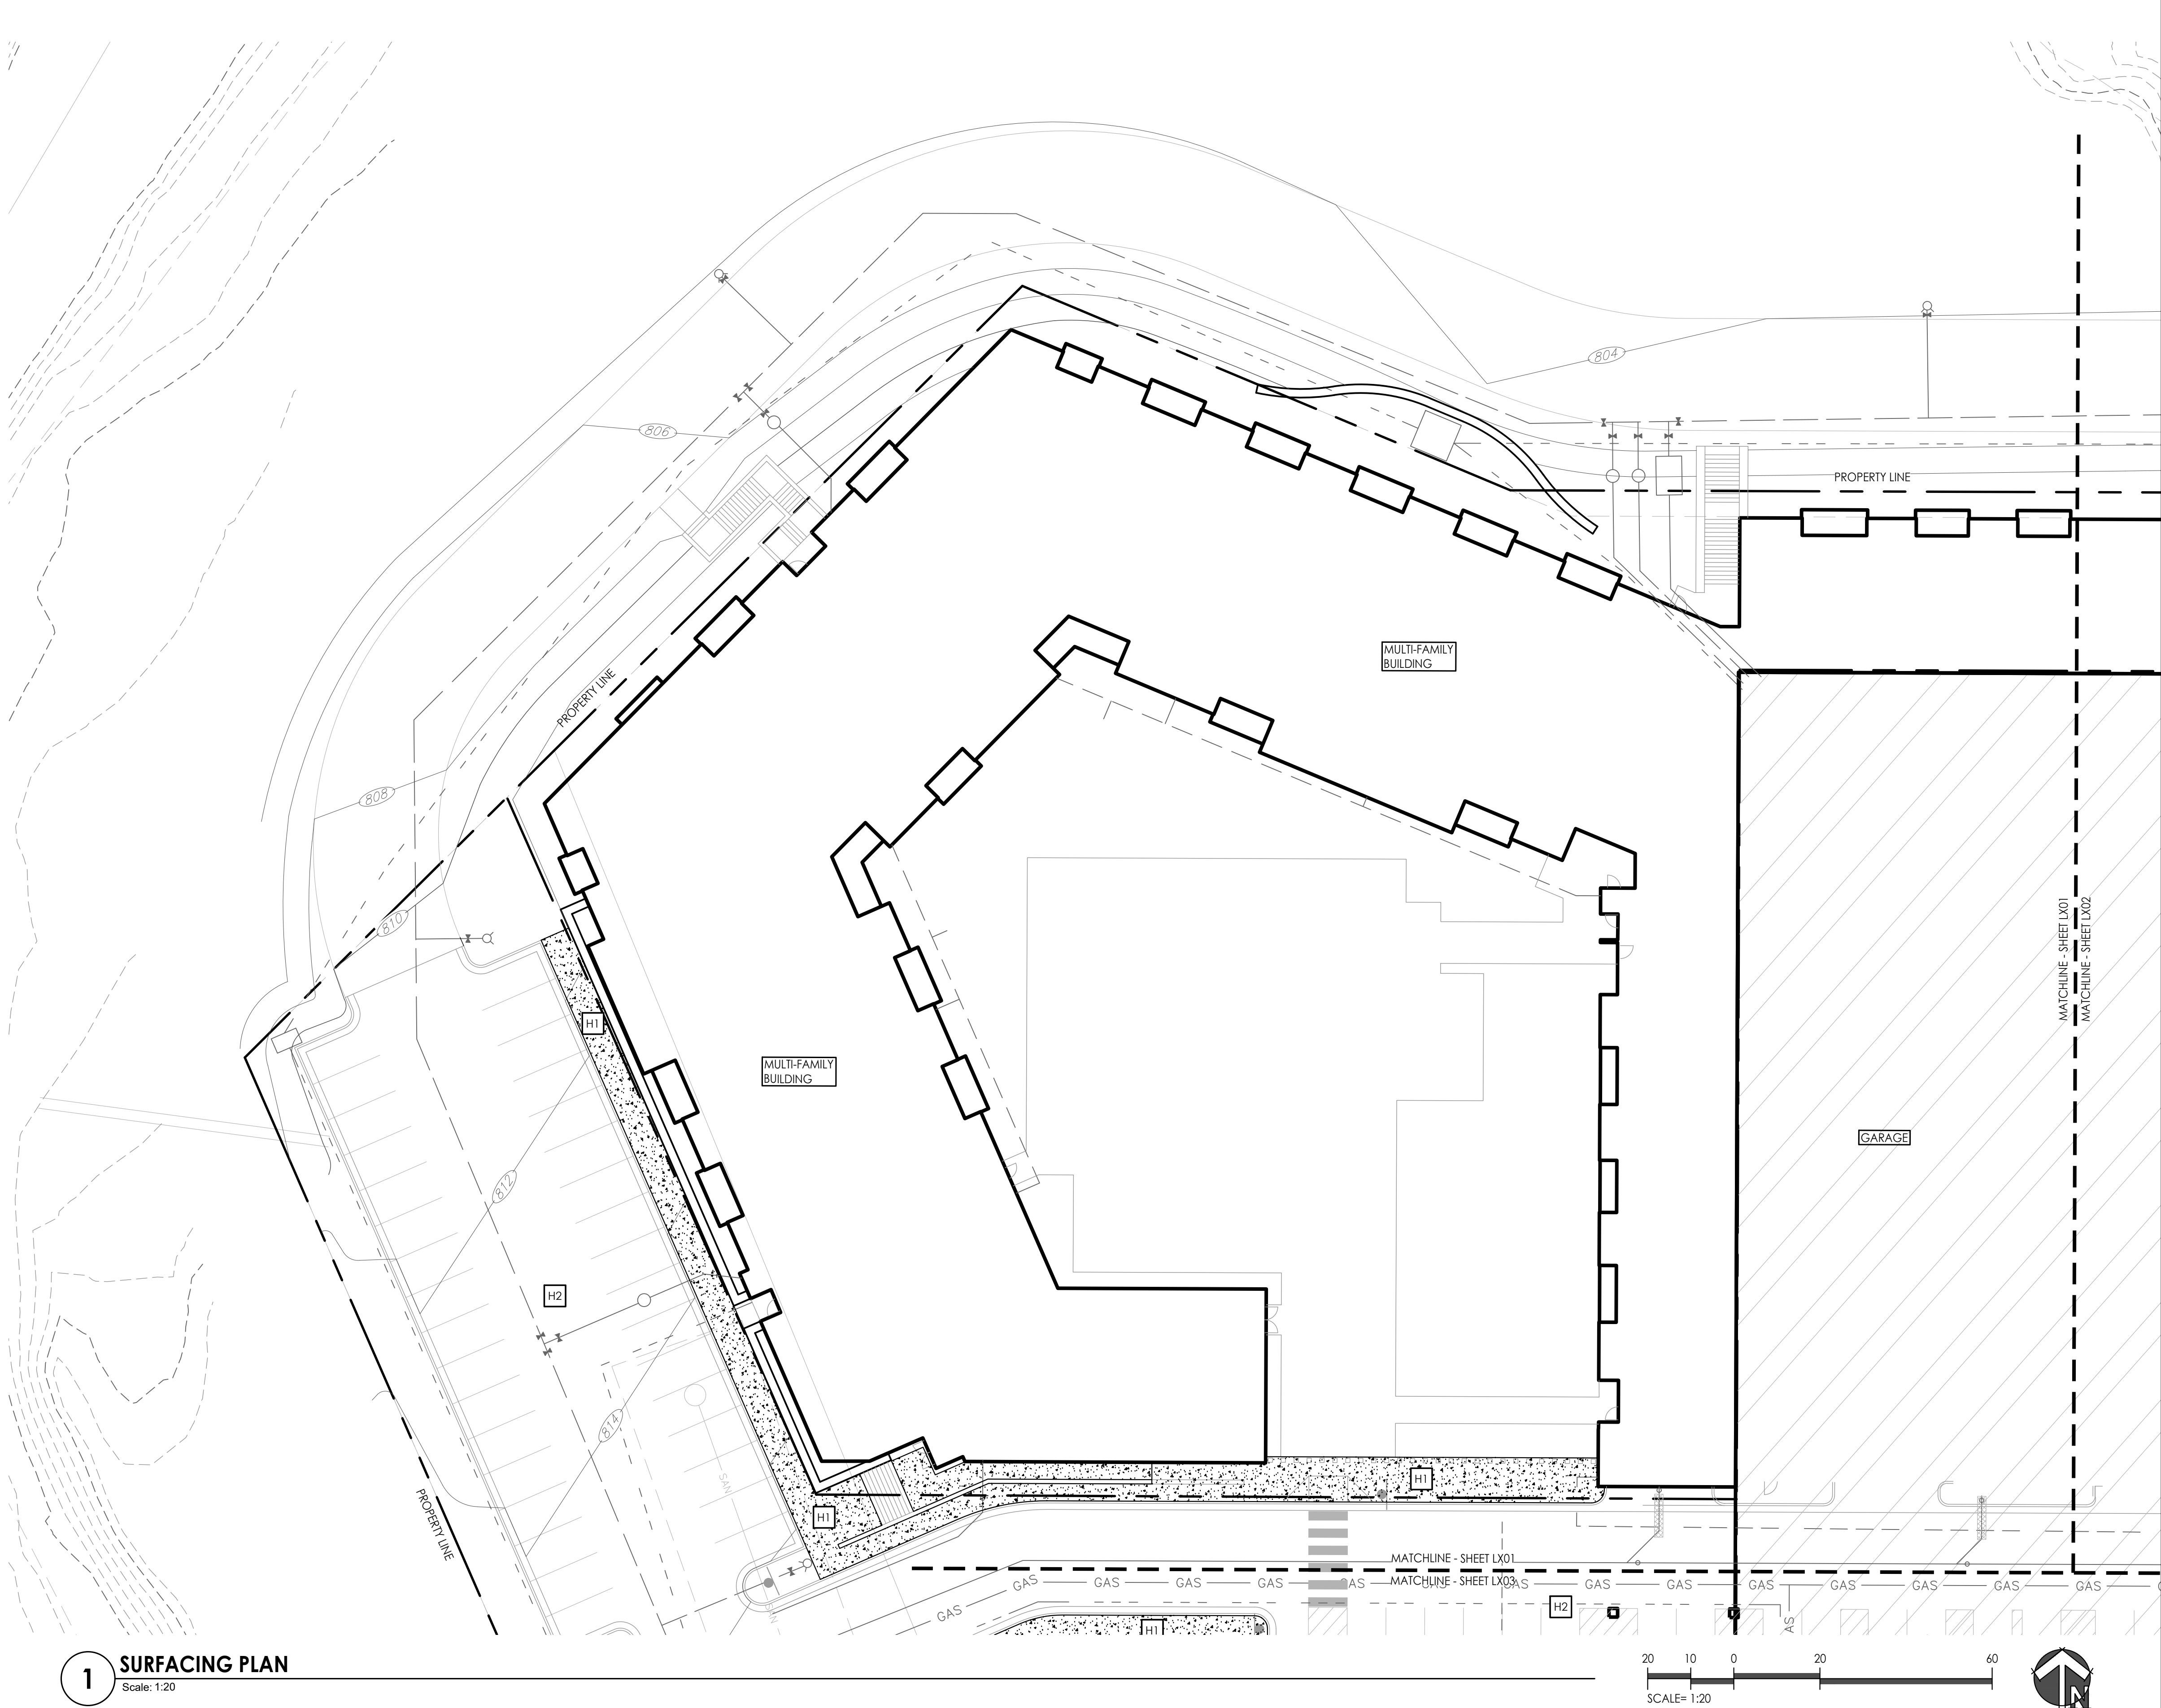 804
806
PROPERTY LINE
MULTI-FAMILY
BUILDING
PROPERTY LINE
808
810
MATCHLINE - SHEET LX01
MATCHLINE - SHEET LX02
H1
MULTI-FAMILY
BUILDING
GARAGE
812
H2
814
SAN
H1
PROPERTY LINE
H1
MATCHLINE - SHEET LX01
MATCHLINE - SHEET LX03
GAS GAS GAS GAS GAS GAS GAS GAS GAS GAS GAS GAS GAS GAS
GAS
H2
H1
1
SURFACING PLAN
Scale: 1:20
20 10 0 20 60
SCALE= 1:20
N